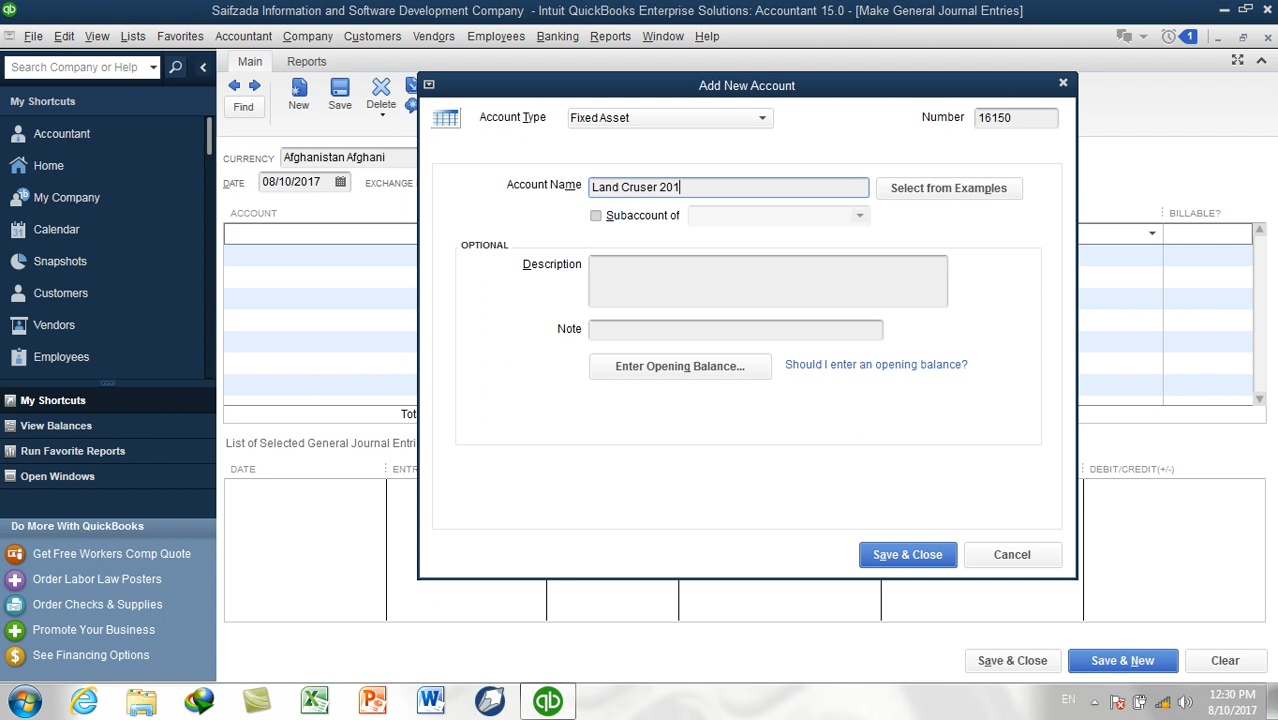 Saifzada Information and Software Development Company - Intuit QuickBooks Enterprise Solutions: Accountant 15.0 - [Make General Journal Entries]
File Edit View Lists Favorites Accountant Company Customers Vendors Employees Banking Reports Window Help
1
Search Company or Help
Main Reports
My Shortcuts
Accountant
Home
My Company
Calendar
Snapshots
Customers
Vendors
Employees
My Shortcuts
View Balances
Run Favorite Reports
Open Windows
Do More With QuickBooks
Get Free Workers Comp Quote
Order Labor Law Posters
Order Checks & Supplies
Promote Your Business
See Financing Options
Find
New Save Delete
CURRENCY Afghanistan Afghani
DATE 08/10/2017 EXCHANGE
ACCOUNT
BILLABLE?
Tot
List of Selected General Journal Entri
DATE ENTR DEBIT/CREDIT(+/-)
Add New Account
Account Type Fixed Asset Number 16150
Account Name Land Cruser 201 Select from Examples
Subaccount of
OPTIONAL
Description
Note
Enter Opening Balance... Should I enter an opening balance?
Save & Close Cancel
Save & Close Save & New Clear
EN
12:30 PM
8/10/2017